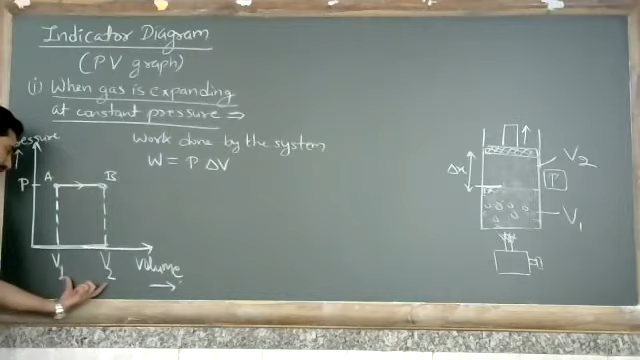 Indicator Diagram
(PV graph)
(i) When gas is expanding
at constant pressure ⇒
Work done by the system
W = P ΔV
P
A
B
V₁
V₂
Volume
Δx
V₂
P
V₁